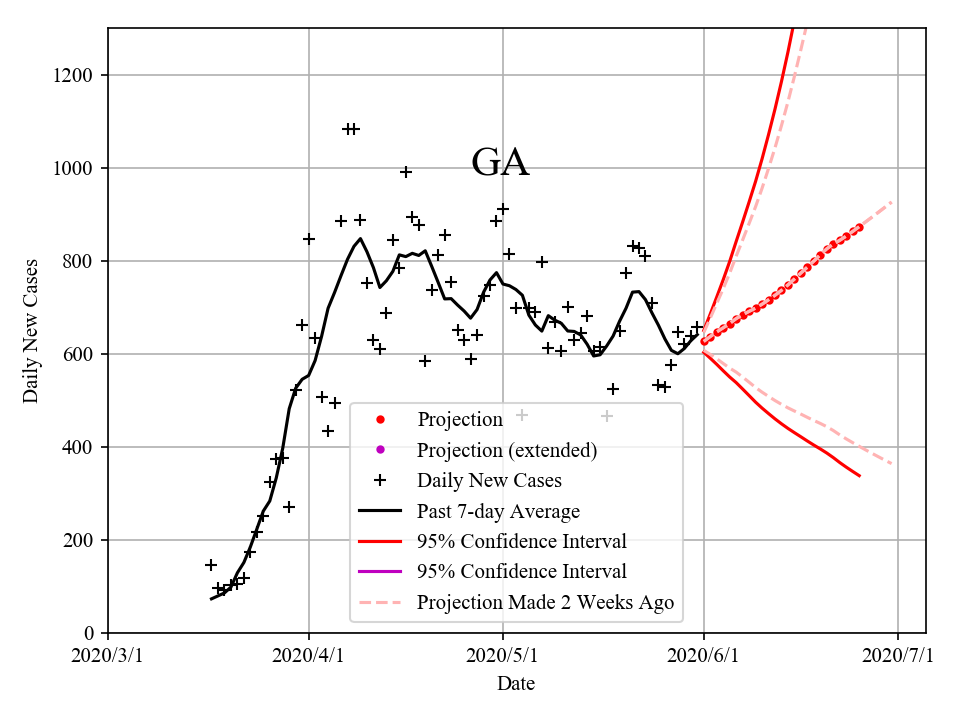 1200
1000
800
600
400
200
0
Daily New Cases
GA
Projection
Projection (extended)
Daily New Cases
Past 7-day Average
95% Confidence Interval
95% Confidence Interval
Projection Made 2 Weeks Ago
2020/3/1 2020/4/1 2020/5/1 2020/6/1 2020/7/1
Date